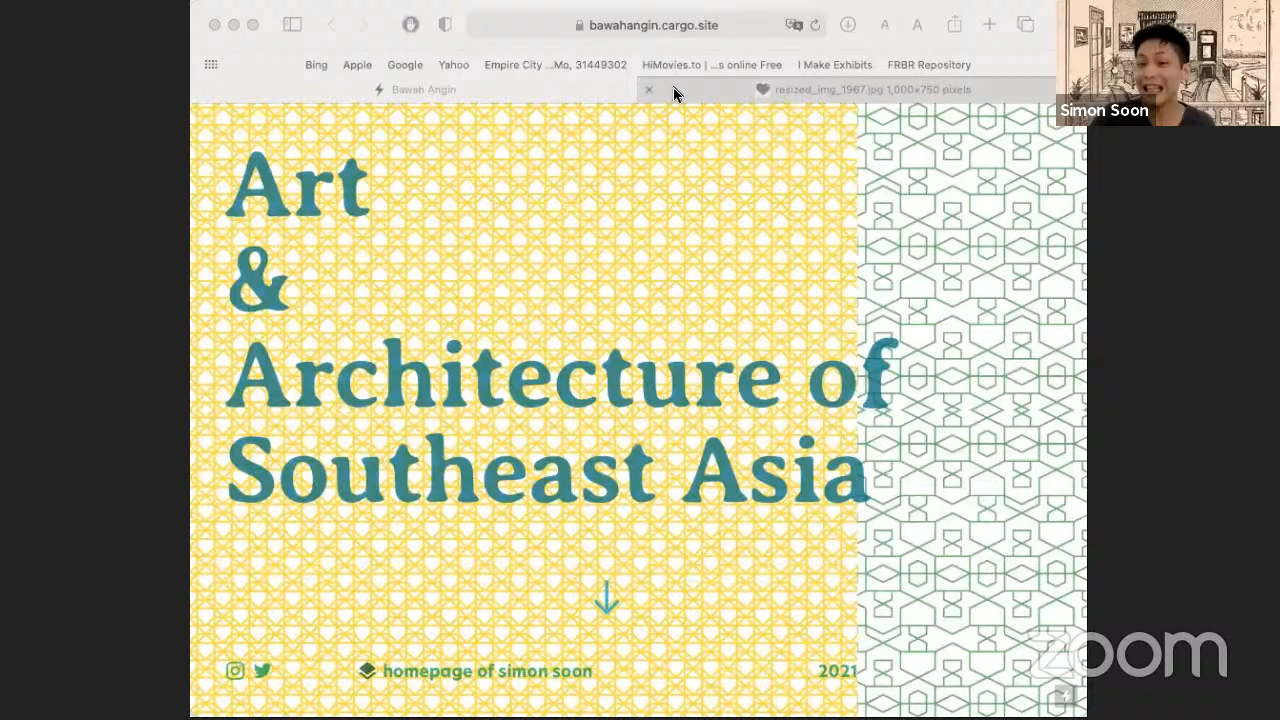 bawahangin.cargo.site
A A
Bing Apple Google Yahoo Empire City ...Mo, 31449302 HiMovies.to | ...s online Free I Make Exhibits FRBR Repository
Bawah Angin
resized_img_1967.jpg 1,000×750 pixels
Simon Soon
Art
&
Architecture of
Southeast Asia
homepage of simon soon
2021
zoom